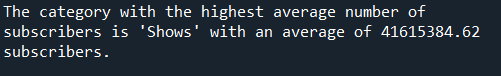 The category with the highest average number of
subscribers is 'Shows' with an average of 41615384.62
subscribers.